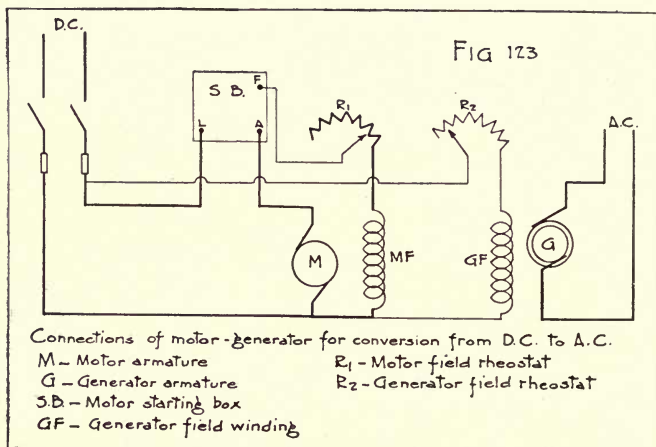 D.C.
FIG 123
S.B.
F
L
A
R1
R2
A.C.
M
MF
GF
G
Connections of motor-generator for conversion from D.C. to A.C.
M - Motor armature
G - Generator armature
S.B. - Motor starting box
GF - Generator field winding
R1 - Motor field rheostat
R2 - Generator field rheostat